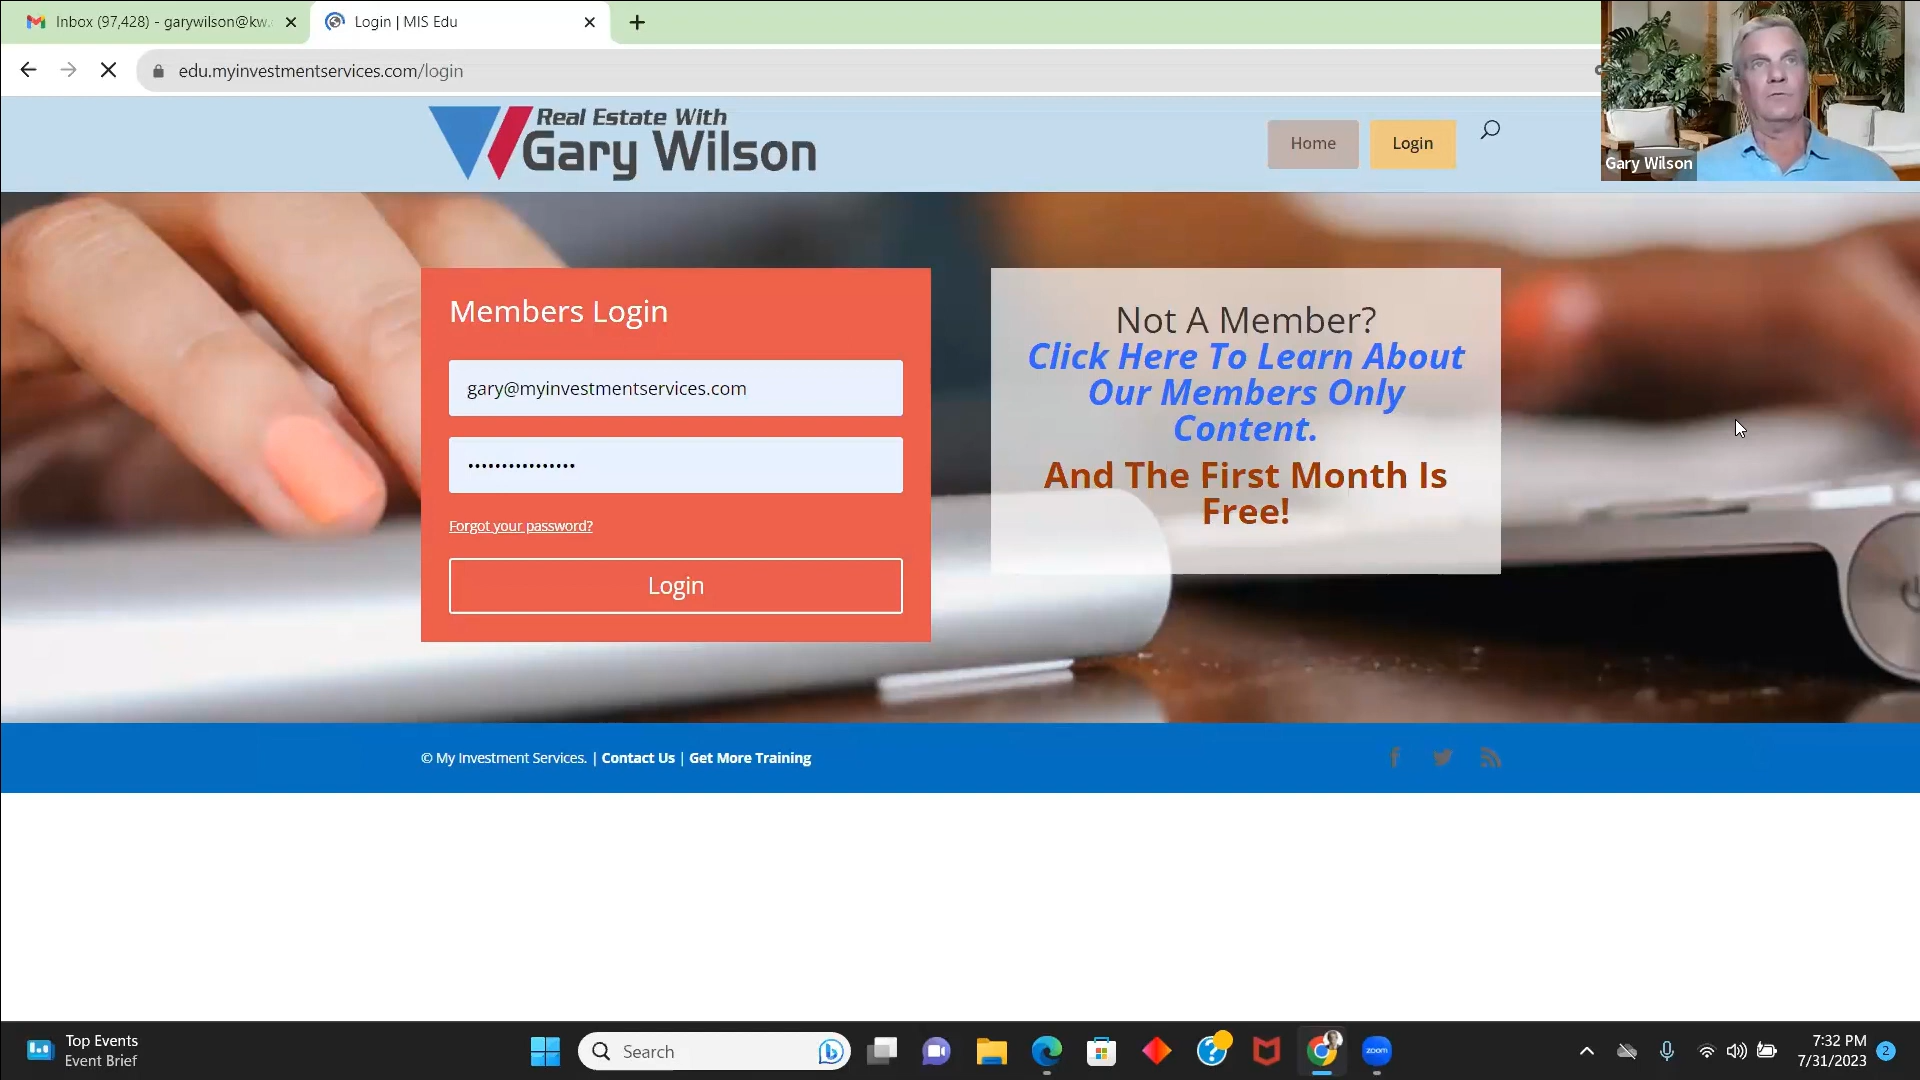 Inbox (97,428) - garywilson@kw.
Login | MIS Edu
edu.myinvestmentservices.com/login
Real Estate With
Gary Wilson
Home
Login
Gary Wilson
Members Login
gary@myinvestmentservices.com
••••••••••••••••
Forgot your password?
Login
Not A Member?
Click Here To Learn About
Our Members Only
Content.
And The First Month Is
Free!
© My Investment Services. | Contact Us | Get More Training
Top Events
Event Brief
Search
zoom
7:32 PM
7/31/2023
2